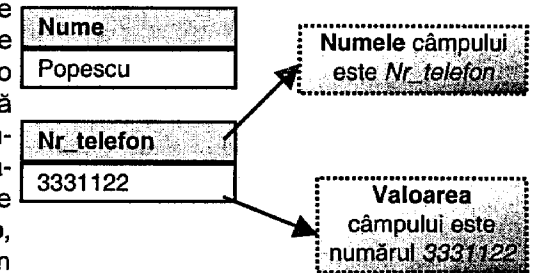 Nume
Popescu
Nr_telefon
3331122
Numele câmpului
este Nr_telefon
Valoarea
câmpului este
numărul 3331122